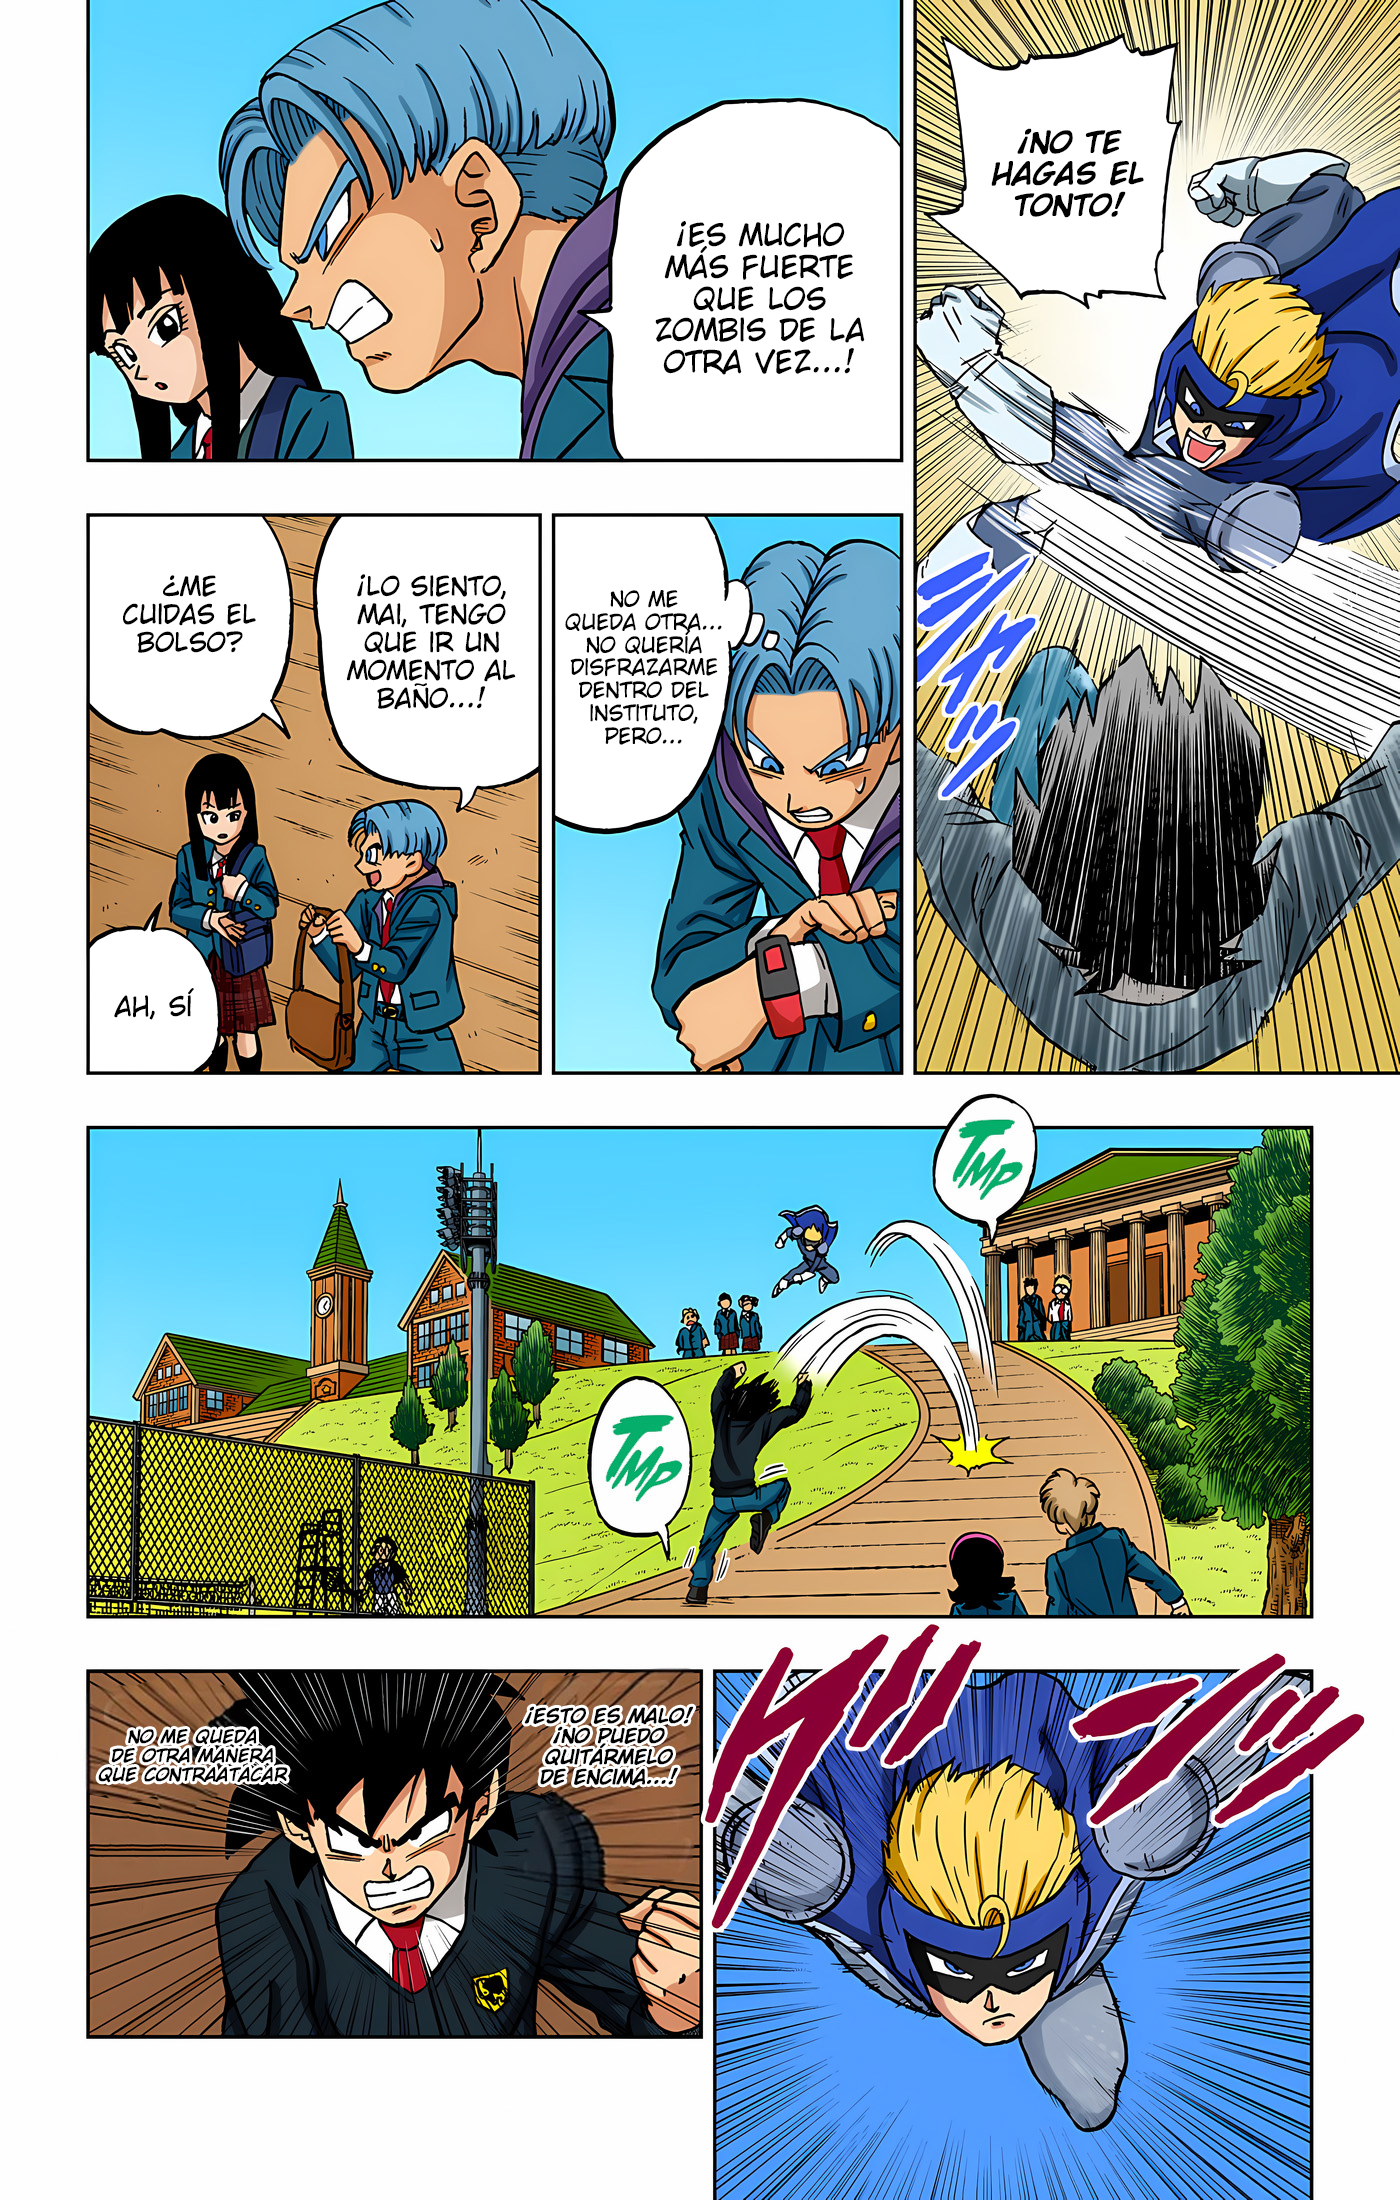 ¡NO TE
HAGAS EL
TONTO!
¡ES MUCHO
MÁS FUERTE
QUE LOS
ZOMBIS DE LA
OTRA VEZ...!
NO ME
QUEDA OTRA...
NO QUERÍA
DISFRAZARME
DENTRO DEL
INSTITUTO,
PERO...
¡LO SIENTO,
MAI, TENGO
QUE IR UN
MOMENTO AL
BAÑO...!
¿ME
CUIDAS EL
BOLSO?
AH, SÍ
TMP
TMP
¡ESTO ES MALO!
¡NO PUEDO
QUITÁRMELO
DE ENCIMA...!
NO ME QUEDA
DE OTRA MANERA
QUE CONTRAATACAR